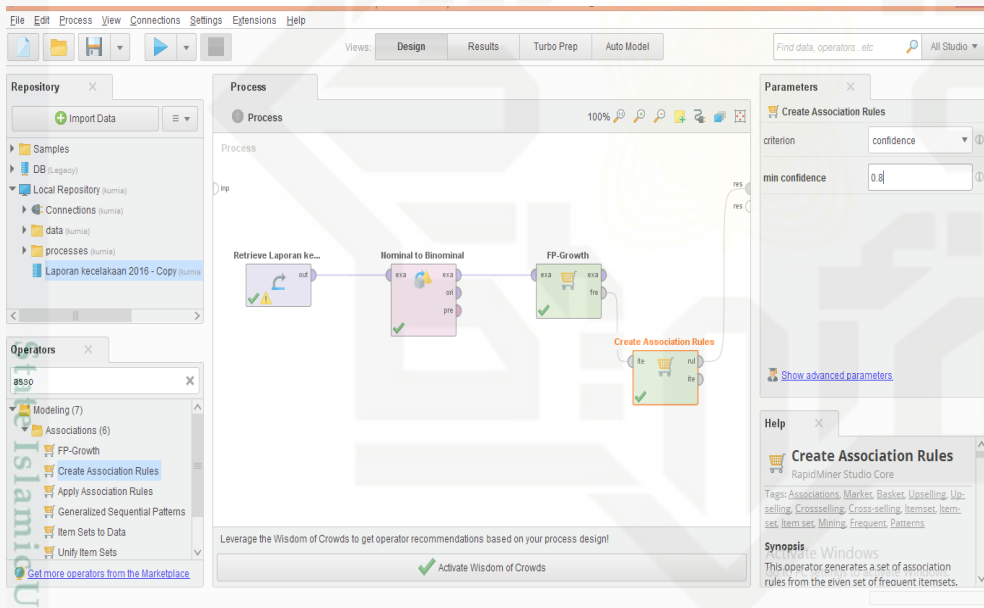 File Edit Process View Connections Settings Extensions Help
Views: Design Results Turbo Prep Auto Model
Find data, operators...etc All Studio
Repository
Import Data
Samples
DB (Legacy)
Local Repository (kurnia)
Connections (kurnia)
data (kurnia)
processes (kurnia)
Laporan kecelakaan 2016 - Copy (kurnia
Operators
asso
Modeling (7)
Associations (6)
FP-Growth
Create Association Rules
Apply Association Rules
Generalized Sequential Patterns
Item Sets to Data
Unify Item Sets
Get more operators from the Marketplace
Process
Process
100%
Process
inp
res
res
Retrieve Laporan ke...
out
Nominal to Binominal
exa exa
ori
pre
FP-Growth
exa exa
fre
Create Association Rules
ite rul
ite
Leverage the Wisdom of Crowds to get operator recommendations based on your process design!
Activate Wisdom of Crowds
Parameters
Create Association Rules
criterion confidence
min confidence 0.8
Show advanced parameters
Help
Create Association Rules
RapidMiner Studio Core
Tags: Associations, Market, Basket, Upselling, Up-
selling, Crossselling, Cross-selling, Itemset, Item-
set, Item set, Mining, Frequent, Patterns
Synopsis
Activate Windows
This operator generates a set of association
rules from the given set of frequent itemsets.
State Islamic U